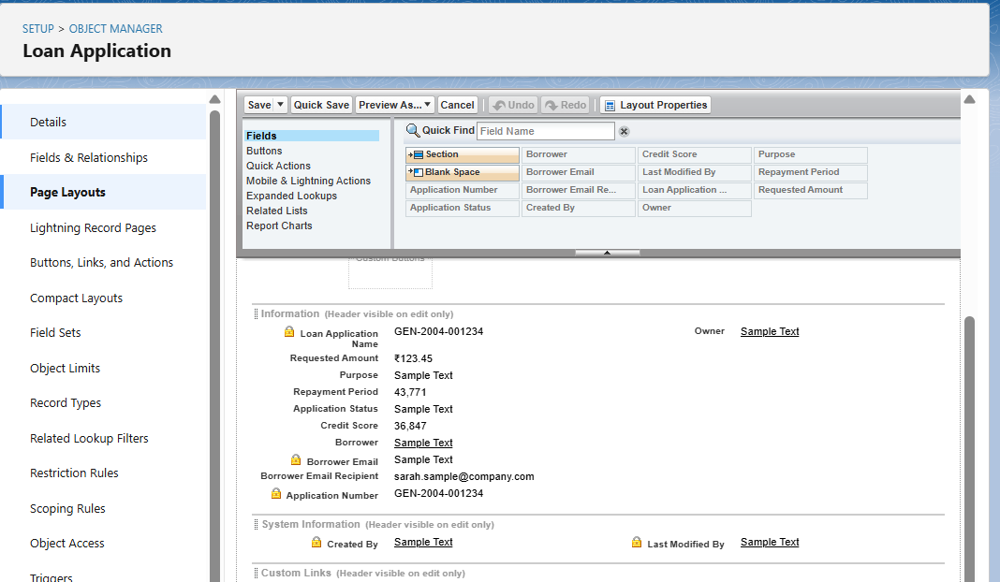 SETUP > OBJECT MANAGER
Loan Application
Details
Fields & Relationships
Page Layouts
Lightning Record Pages
Buttons, Links, and Actions
Compact Layouts
Field Sets
Object Limits
Record Types
Related Lookup Filters
Restriction Rules
Scoping Rules
Object Access
Triggers
Save Quick Save Preview As... Cancel Undo Redo Layout Properties
Fields
Buttons
Quick Actions
Mobile & Lightning Actions
Expanded Lookups
Related Lists
Report Charts
Quick Find Field Name
Section Borrower Credit Score Purpose
Blank Space Borrower Email Last Modified By Repayment Period
Application Number Borrower Email Re... Loan Application ... Requested Amount
Application Status Created By Owner
Custom Buttons
Information (Header visible on edit only)
Loan Application Name GEN-2004-001234 Owner Sample Text
Requested Amount ₹123.45
Purpose Sample Text
Repayment Period 43,771
Application Status Sample Text
Credit Score 36,847
Borrower Sample Text
Borrower Email Sample Text
Borrower Email Recipient sarah.sample@company.com
Application Number GEN-2004-001234
System Information (Header visible on edit only)
Created By Sample Text Last Modified By Sample Text
Custom Links (Header visible on edit only)